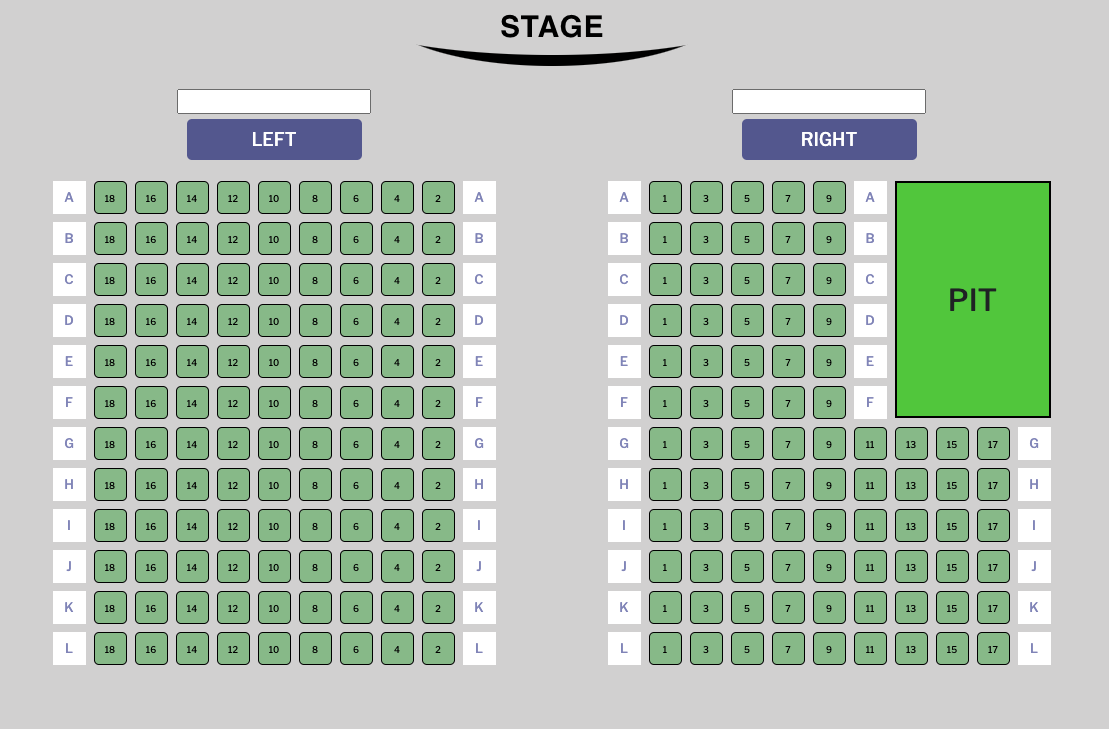 STAGE
LEFT RIGHT
A 18 16 14 12 10 8 6 4 2 A A 1 3 5 7 9 A
B 18 16 14 12 10 8 6 4 2 B B 1 3 5 7 9 B
C 18 16 14 12 10 8 6 4 2 C C 1 3 5 7 9 C
PIT
D 18 16 14 12 10 8 6 4 2 D D 1 3 5 7 9 D
E 18 16 14 12 10 8 6 4 2 E E 1 3 5 7 9 E
F 18 16 14 12 10 8 6 4 2 F F 1 3 5 7 9 F
G 18 16 14 12 10 8 6 4 2 G G 1 3 5 7 9 11 13 15 17 G
H 18 16 14 12 10 8 6 4 2 H H 1 3 5 7 9 11 13 15 17 H
I 18 16 14 12 10 8 6 4 2 I I 1 3 5 7 9 11 13 15 17 I
J 18 16 14 12 10 8 6 4 2 J J 1 3 5 7 9 11 13 15 17 J
K 18 16 14 12 10 8 6 4 2 K K 1 3 5 7 9 11 13 15 17 K
L 18 16 14 12 10 8 6 4 2 L L 1 3 5 7 9 11 13 15 17 L